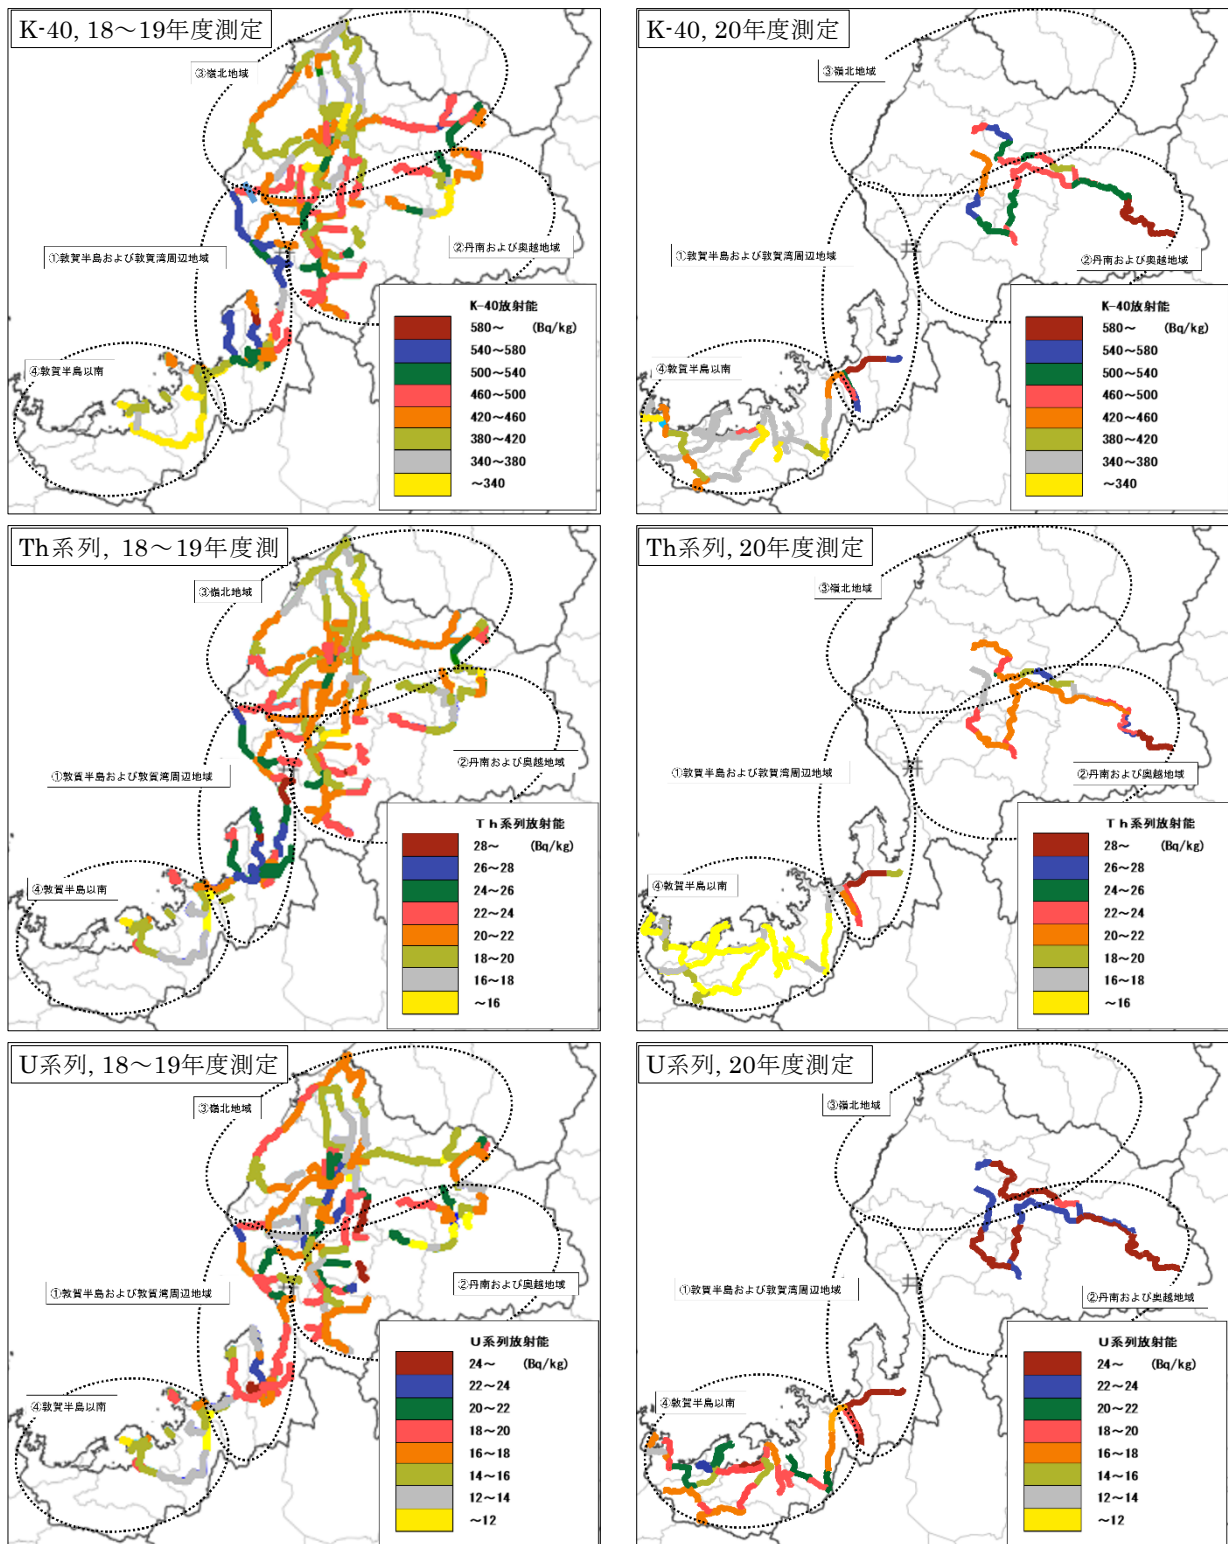 K-40, 18～19年度測定
③嶺北地域
①敦賀半島および敦賀湾周辺地域
②丹南および奥越地域
④敦賀半島以南
K-40放射能
580～ (Bq/kg)
540～580
500～540
460～500
420～460
380～420
340～380
～340
K-40, 20年度測定
③嶺北地域
①敦賀半島および敦賀湾周辺地域
②丹南および奥越地域
④敦賀半島以南
K-40放射能
580～ (Bq/kg)
540～580
500～540
460～500
420～460
380～420
340～380
～340
Th系列, 18～19年度測
③嶺北地域
①敦賀半島および敦賀湾周辺地域
②丹南および奥越地域
④敦賀半島以南
Th系列放射能
28～ (Bq/kg)
26～28
24～26
22～24
20～22
18～20
16～18
～16
Th系列, 20年度測定
③嶺北地域
①敦賀半島および敦賀湾周辺地域
②丹南および奥越地域
④敦賀半島以南
Th系列放射能
28～ (Bq/kg)
26～28
24～26
22～24
20～22
18～20
16～18
～16
U系列, 18～19年度測定
③嶺北地域
①敦賀半島および敦賀湾周辺地域
②丹南および奥越地域
④敦賀半島以南
U系列放射能
24～ (Bq/kg)
22～24
20～22
18～20
16～18
14～16
12～14
～12
U系列, 20年度測定
③嶺北地域
①敦賀半島および敦賀湾周辺地域
②丹南および奥越地域
④敦賀半島以南
U系列放射能
24～ (Bq/kg)
22～24
20～22
18～20
16～18
14～16
12～14
～12